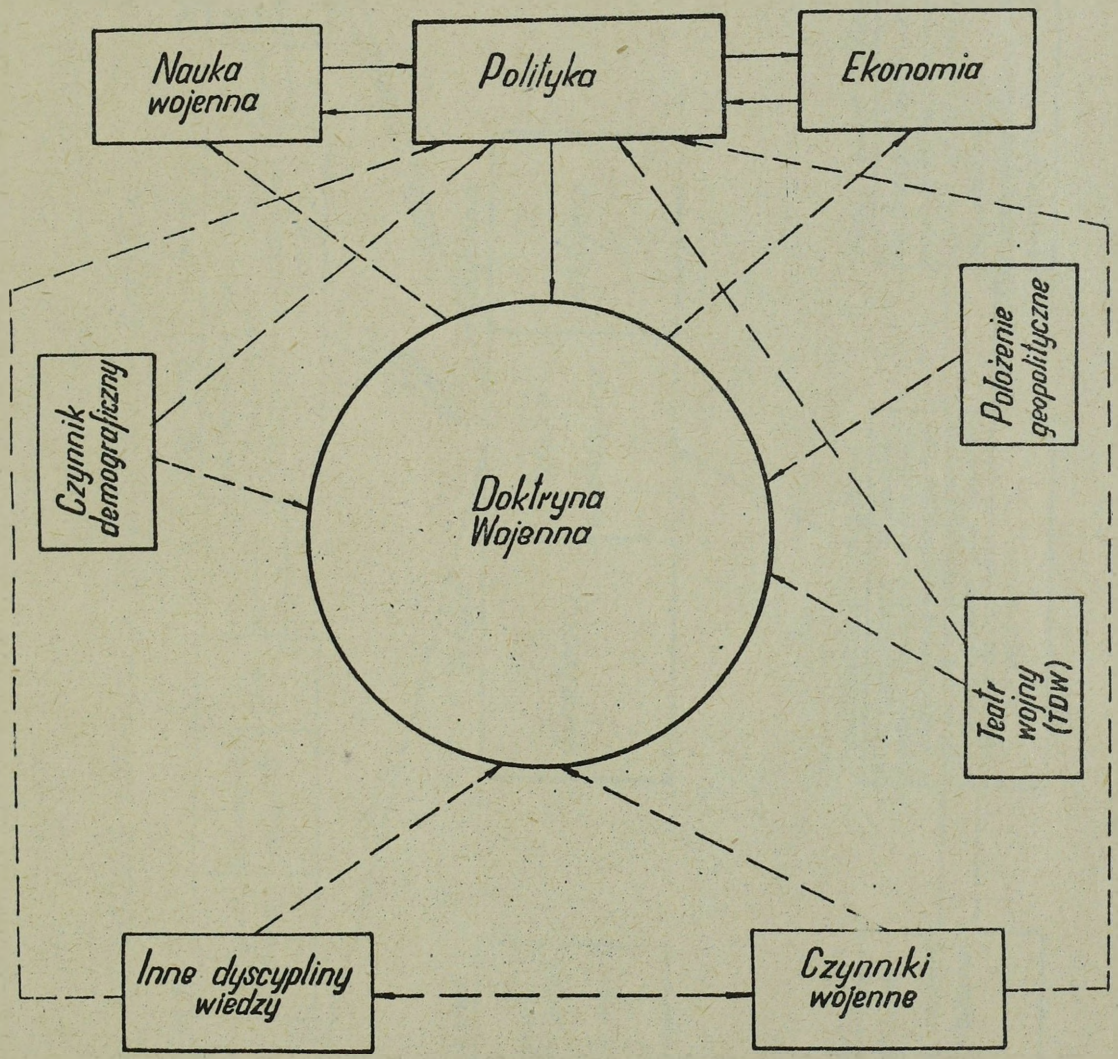 Nauka
wojenna
Polityka
Ekonomia
Czynnik
demograficzny
Położenie
geopolityczne
Doktryna
Wojenna
Teatr
wojny
(TDW)
Inne dyscypliny
wiedzy
Czynniki
wojenne